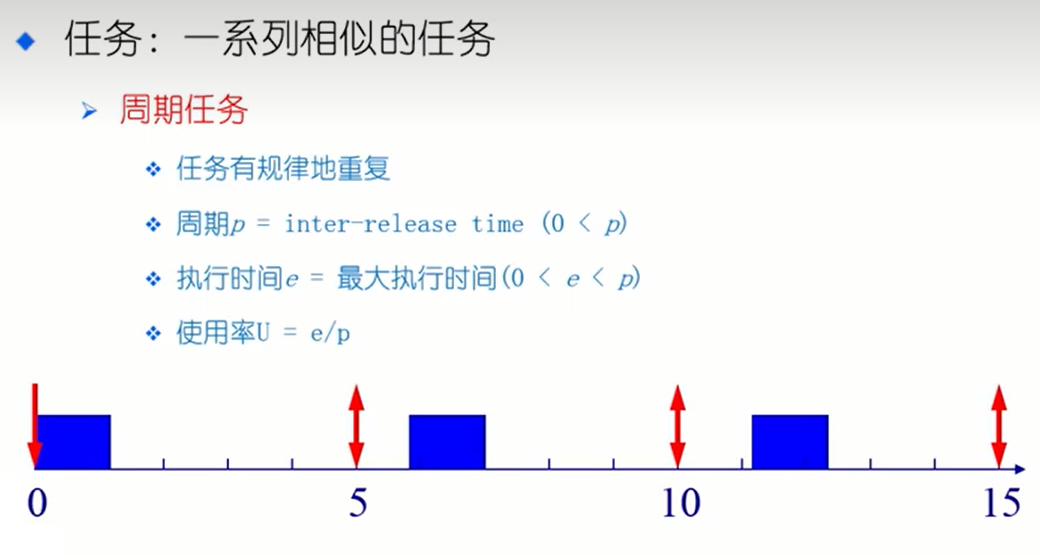 任务：一系列相似的任务
周期任务
任务有规律地重复
周期p = inter-release time (0 < p)
执行时间e = 最大执行时间(0 < e < p)
使用率U = e/p
0 5 10 15